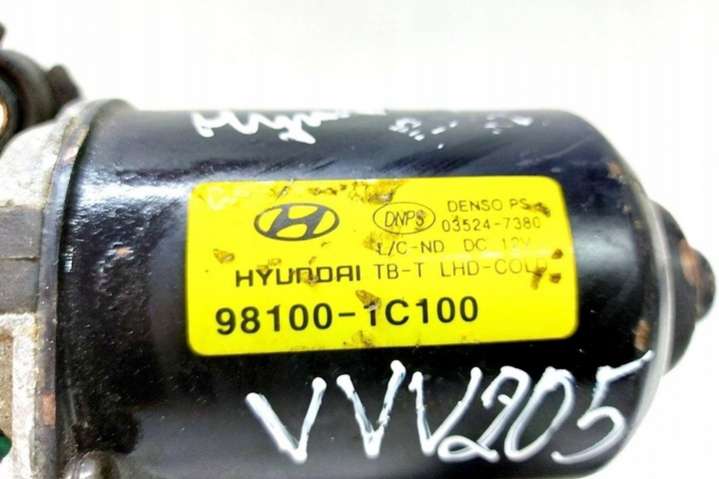 DNPS DENSO PS
03524-7380
L/C-ND DC 12V
HYUNDAI TB-T LHD-COLD
98100-1C100
VVV205